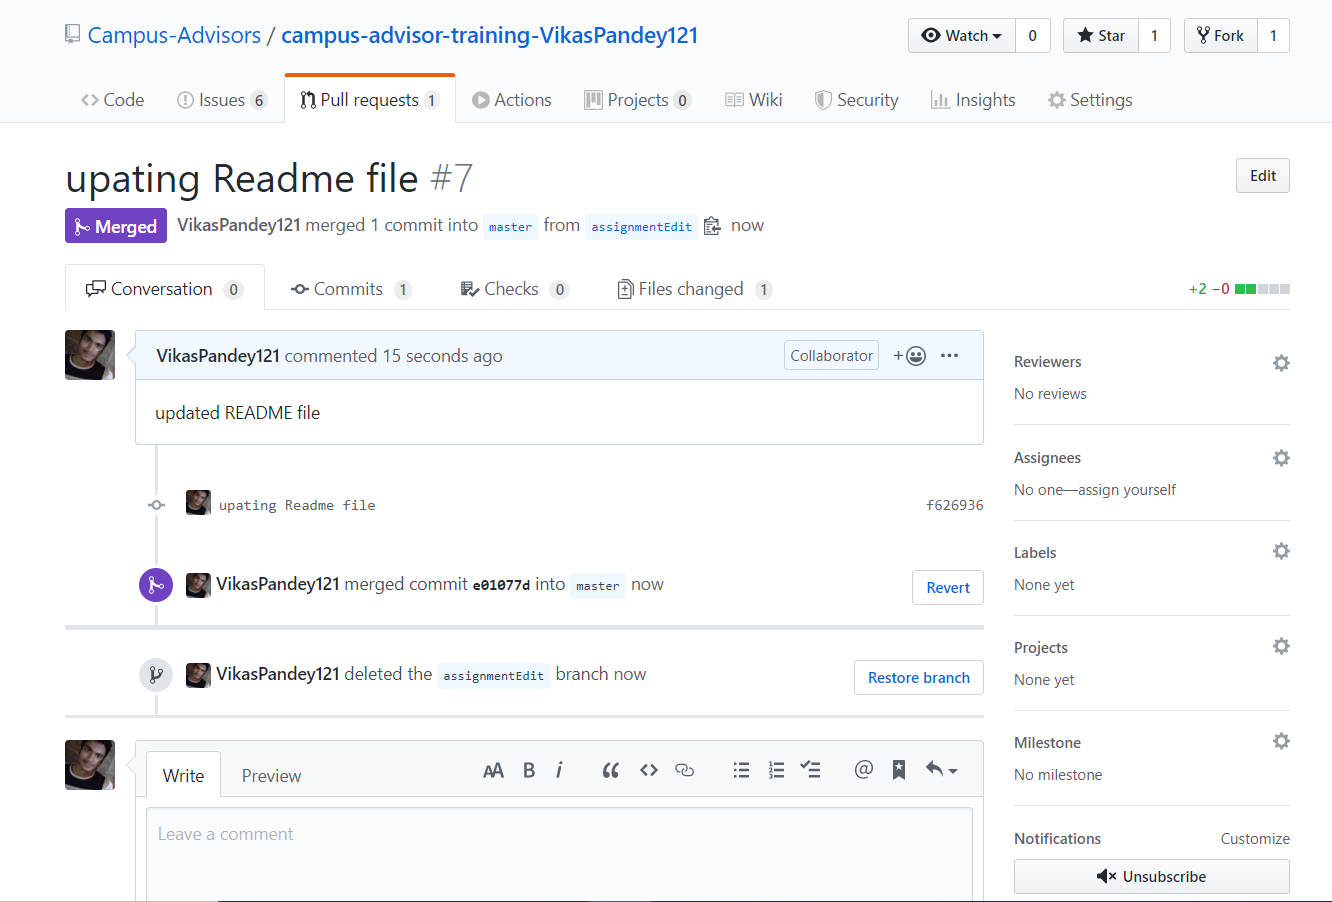 Campus-Advisors / campus-advisor-training-VikasPandey121
Watch 0 Star 1 Fork 1
Code Issues 6 Pull requests 1 Actions Projects 0 Wiki Security Insights Settings
upating Readme file #7
Edit
Merged VikasPandey121 merged 1 commit into master from assignmentEdit now
Conversation 0 Commits 1 Checks 0 Files changed 1 +2 −0
VikasPandey121 commented 15 seconds ago Collaborator + ...
updated README file
upating Readme file f626936
VikasPandey121 merged commit e01077d into master now Revert
VikasPandey121 deleted the assignmentEdit branch now Restore branch
Write Preview AA B i “ <> @
Leave a comment
Reviewers
No reviews
Assignees
No one—assign yourself
Labels
None yet
Projects
None yet
Milestone
No milestone
Notifications Customize
Unsubscribe